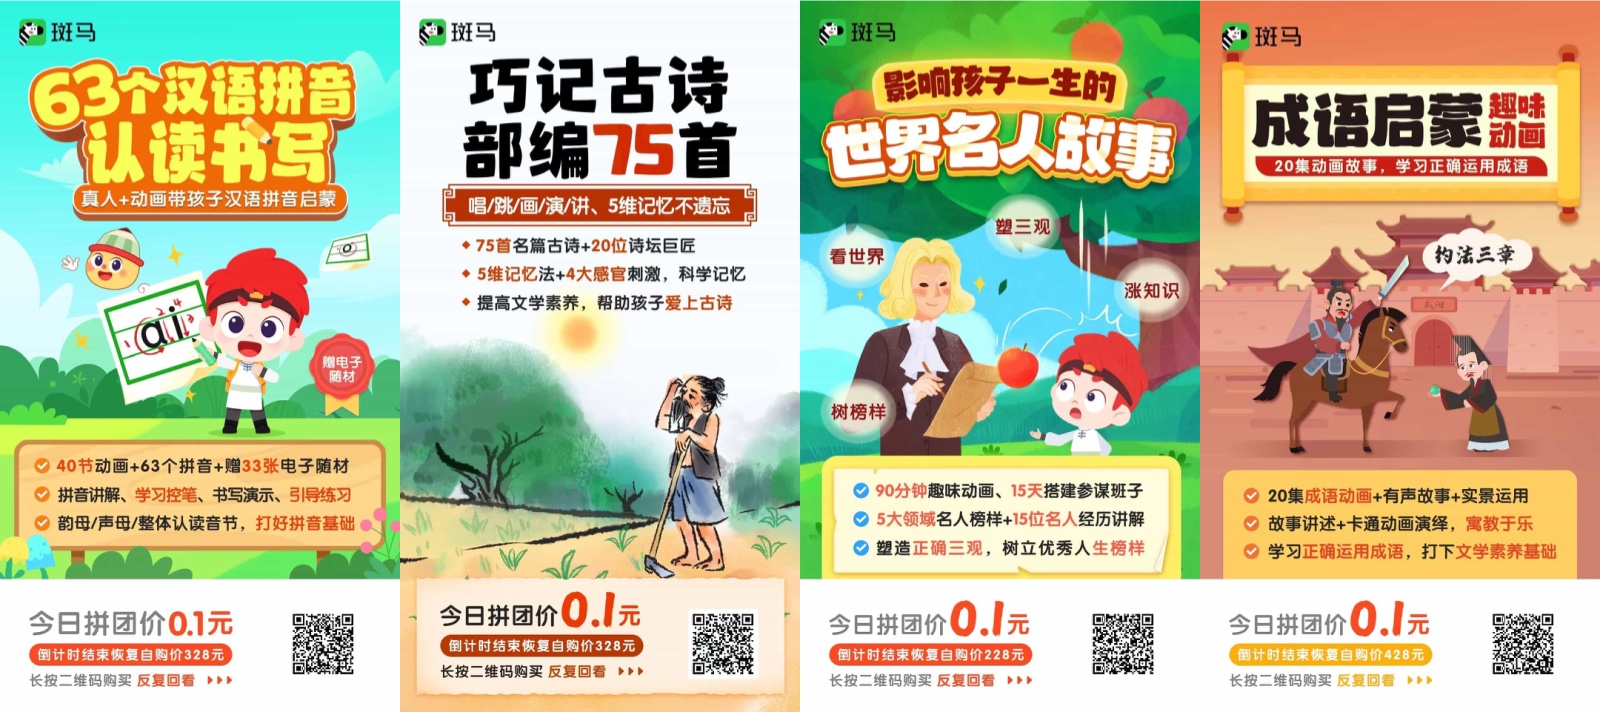 斑马
63个汉语拼音
认读书写
真人+动画带孩子汉语拼音启蒙
ai
1
2
3
4
a
赠电子
随材
40节动画+63个拼音+赠33张电子随材
拼音讲解、学习控笔、书写演示、引导练习
韵母/声母/整体认读音节，打好拼音基础
今日拼团价0.1元
倒计时结束恢复自购价328元
长按二维码购买 反复回看
斑马
巧记古诗
部编75首
唱/跳/画/演/讲、5维记忆不遗忘
75首名篇古诗+20位诗坛巨匠
5维记忆法+4大感官刺激，科学记忆
提高文学素养，帮助孩子爱上古诗
今日拼团价0.1元
倒计时结束恢复自购价328元
长按二维码购买 反复回看
斑马
影响孩子一生的
世界名人故事
塑三观
看世界
涨知识
树榜样
90分钟趣味动画、15天搭建参谋班子
5大领域名人榜样+15位名人经历讲解
塑造正确三观，树立优秀人生榜样
今日拼团价0.1元
倒计时结束恢复自购价228元
长按二维码购买 反复回看
斑马
成语启蒙趣味动画
20集动画故事，学习正确运用成语
约法三章
咸阳
20集成语动画+有声故事+实景运用
故事讲述+卡通动画演绎，寓教于乐
学习正确运用成语，打下文学素养基础
今日拼团价0.1元
倒计时结束恢复自购价428元
长按二维码购买 反复回看